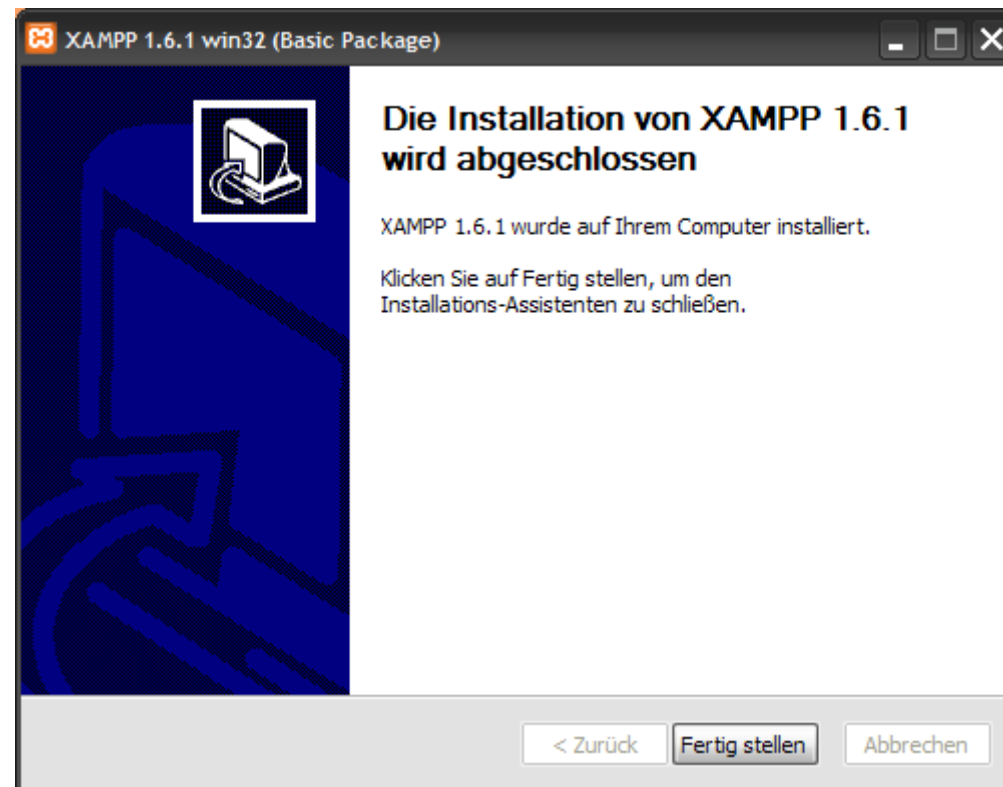 XAMPP 1.6.1 win32 (Basic Package)
Die Installation von XAMPP 1.6.1
wird abgeschlossen
XAMPP 1.6.1 wurde auf Ihrem Computer installiert.
Klicken Sie auf Fertig stellen, um den
Installations-Assistenten zu schließen.
< Zurück Fertig stellen Abbrechen